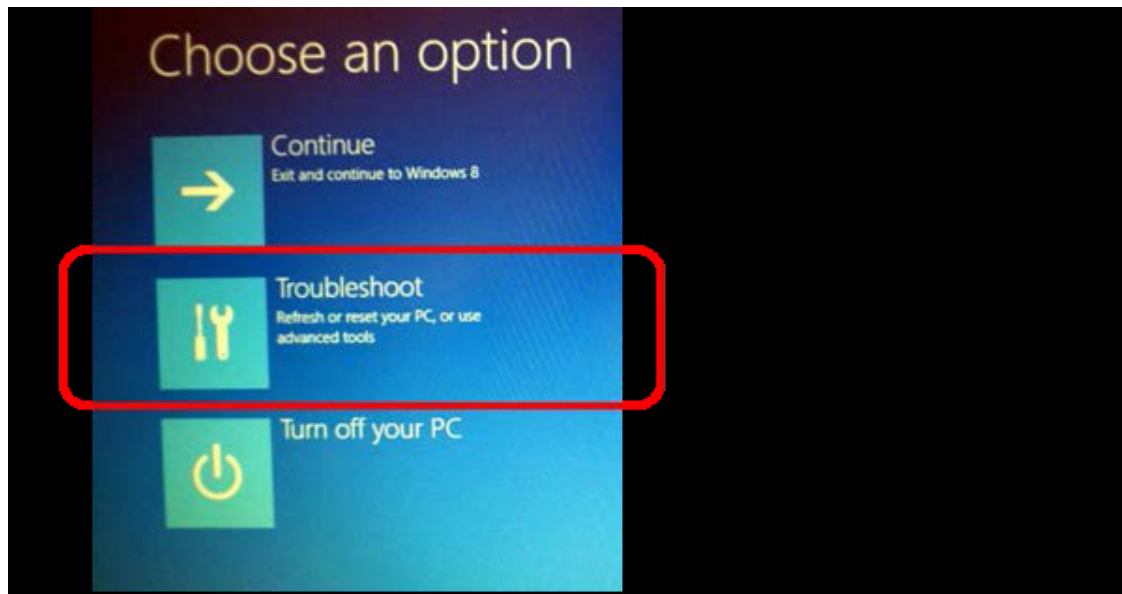 Choose an option
Continue
Exit and continue to Windows 8
Troubleshoot
Refresh or reset your PC, or use
advanced tools
Turn off your PC